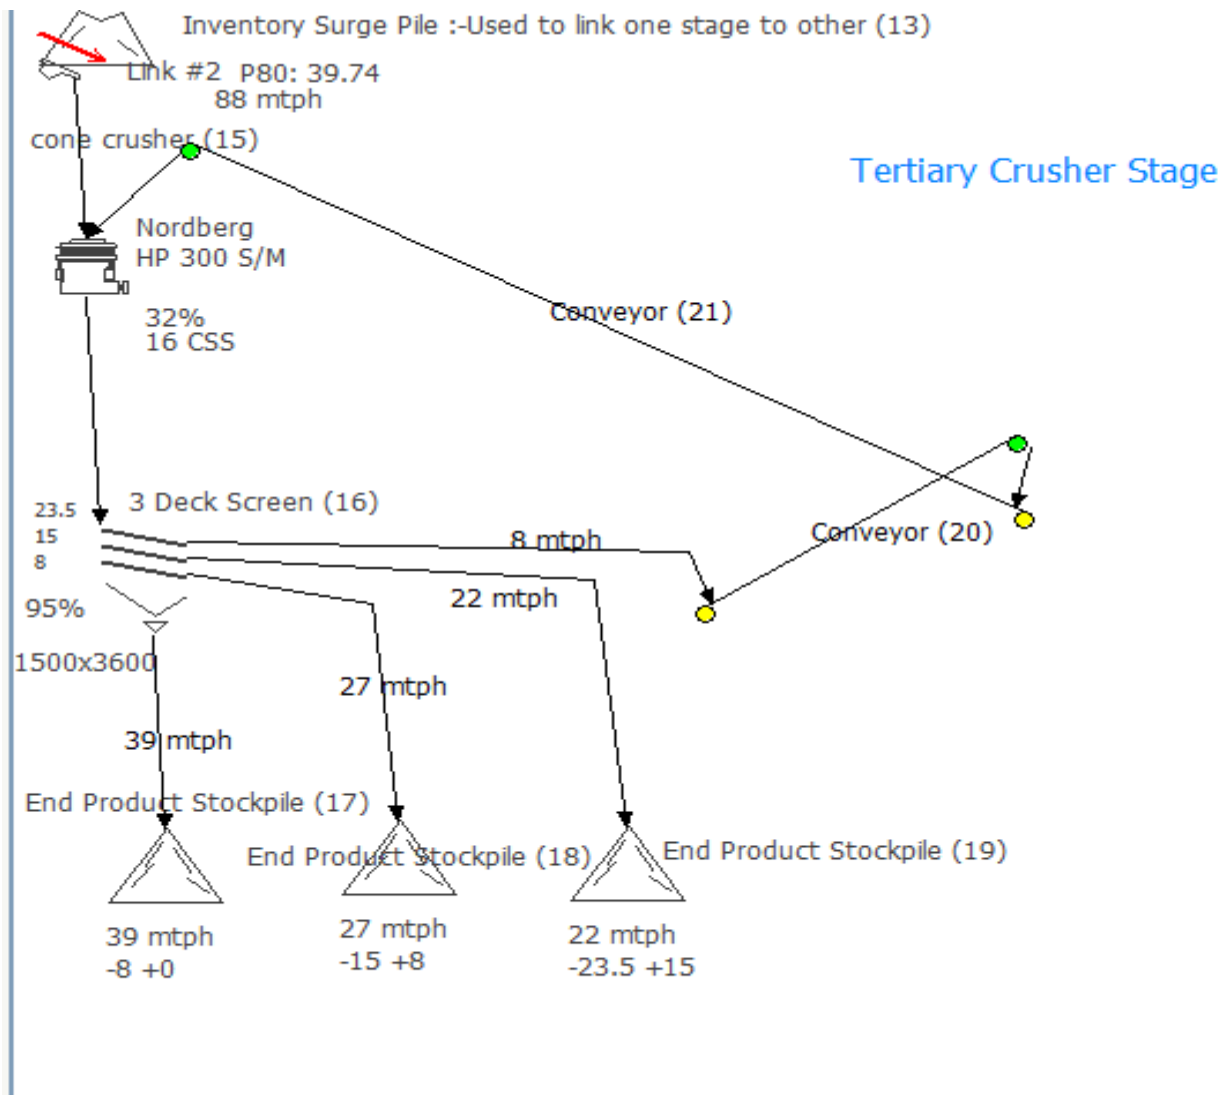 Inventory Surge Pile :-Used to link one stage to other (13)
Link #2 P80: 39.74
88 mtph
cone crusher (15)
Tertiary Crusher Stage
Nordberg
HP 300 S/M
32%
16 CSS
Conveyor (21)
3 Deck Screen (16)
23.5
15
8
8 mtph
Conveyor (20)
22 mtph
95%
1500x3600
27 mtph
39 mtph
End Product Stockpile (17)
End Product Stockpile (18)
End Product Stockpile (19)
39 mtph
-8 +0
27 mtph
-15 +8
22 mtph
-23.5 +15